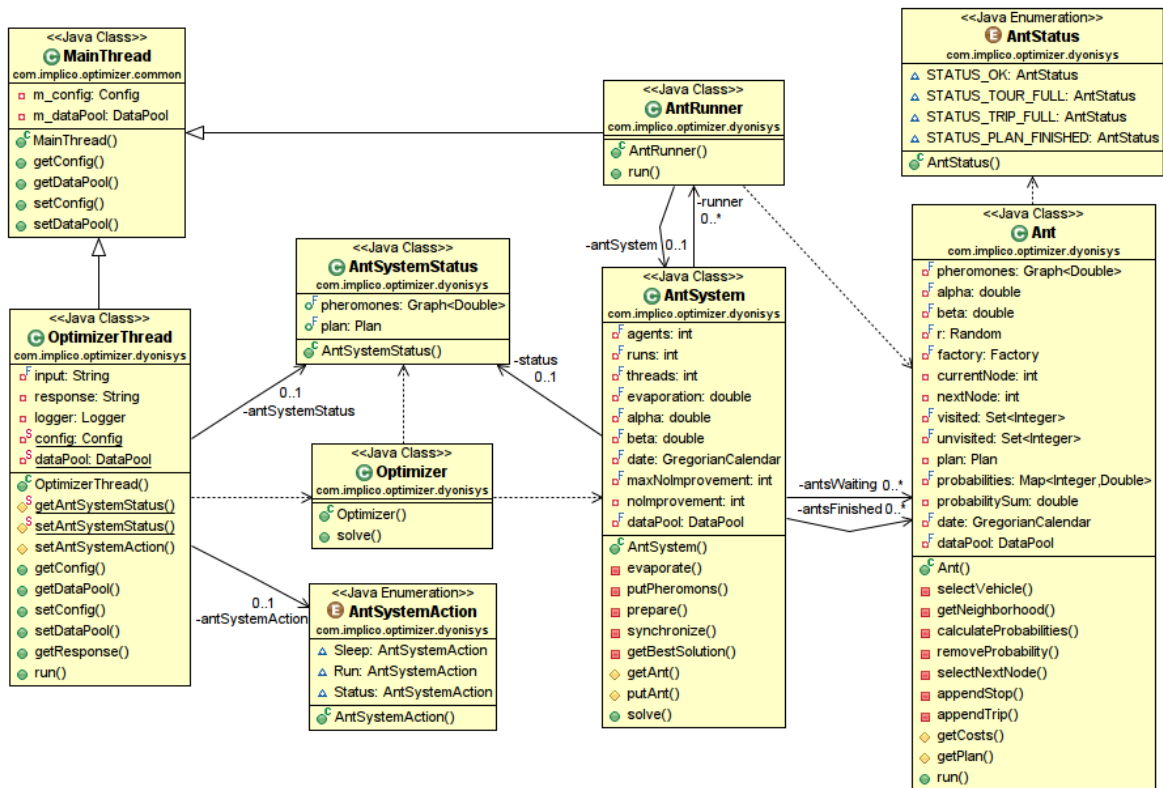 <<Java Class>>
MainThread
com.implico.optimizer.common
m_config: Config
m_dataPool: DataPool
MainThread()
getConfig()
getDataPool()
setConfig()
setDataPool()
<<Java Class>>
AntRunner
com.implico.optimizer.dyonisys
AntRunner()
run()
<<Java Enumeration>>
AntStatus
com.implico.optimizer.dyonisys
STATUS_OK: AntStatus
STATUS_TOUR_FULL: AntStatus
STATUS_TRIP_FULL: AntStatus
STATUS_PLAN_FINISHED: AntStatus
AntStatus()
-runner
0..*
-antSystem 0..1
<<Java Class>>
AntSystemStatus
com.implico.optimizer.dyonisys
pheromones: Graph<Double>
plan: Plan
AntSystemStatus()
-status
0..1
0..1
-antSystemStatus
<<Java Class>>
OptimizerThread
com.implico.optimizer.dyonisys
input: String
response: String
logger: Logger
config: Config
dataPool: DataPool
OptimizerThread()
getAntSystemStatus()
setAntSystemStatus()
setAntSystemAction()
getConfig()
getDataPool()
setConfig()
setDataPool()
getResponse()
run()
<<Java Class>>
Optimizer
com.implico.optimizer.dyonisys
Optimizer()
solve()
0..1
-antSystemAction
<<Java Enumeration>>
AntSystemAction
com.implico.optimizer.dyonisys
Sleep: AntSystemAction
Run: AntSystemAction
Status: AntSystemAction
AntSystemAction()
<<Java Class>>
AntSystem
com.implico.optimizer.dyonisys
agents: int
runs: int
threads: int
evaporation: double
alpha: double
beta: double
date: GregorianCalendar
maxNoImprovement: int
noImprovement: int
dataPool: DataPool
AntSystem()
evaporate()
putPheromons()
prepare()
synchronize()
getBestSolution()
getAnt()
putAnt()
solve()
-antsWaiting 0..*
-antsFinished 0..*
<<Java Class>>
Ant
com.implico.optimizer.dyonisys
pheromones: Graph<Double>
alpha: double
beta: double
r: Random
factory: Factory
currentNode: int
nextNode: int
visited: Set<Integer>
unvisited: Set<Integer>
plan: Plan
probabilities: Map<Integer,Double>
probabilitySum: double
date: GregorianCalendar
dataPool: DataPool
Ant()
selectVehicle()
getNeighborhood()
calculateProbabilities()
removeProbability()
selectNextNode()
appendStop()
appendTrip()
getCosts()
getPlan()
run()